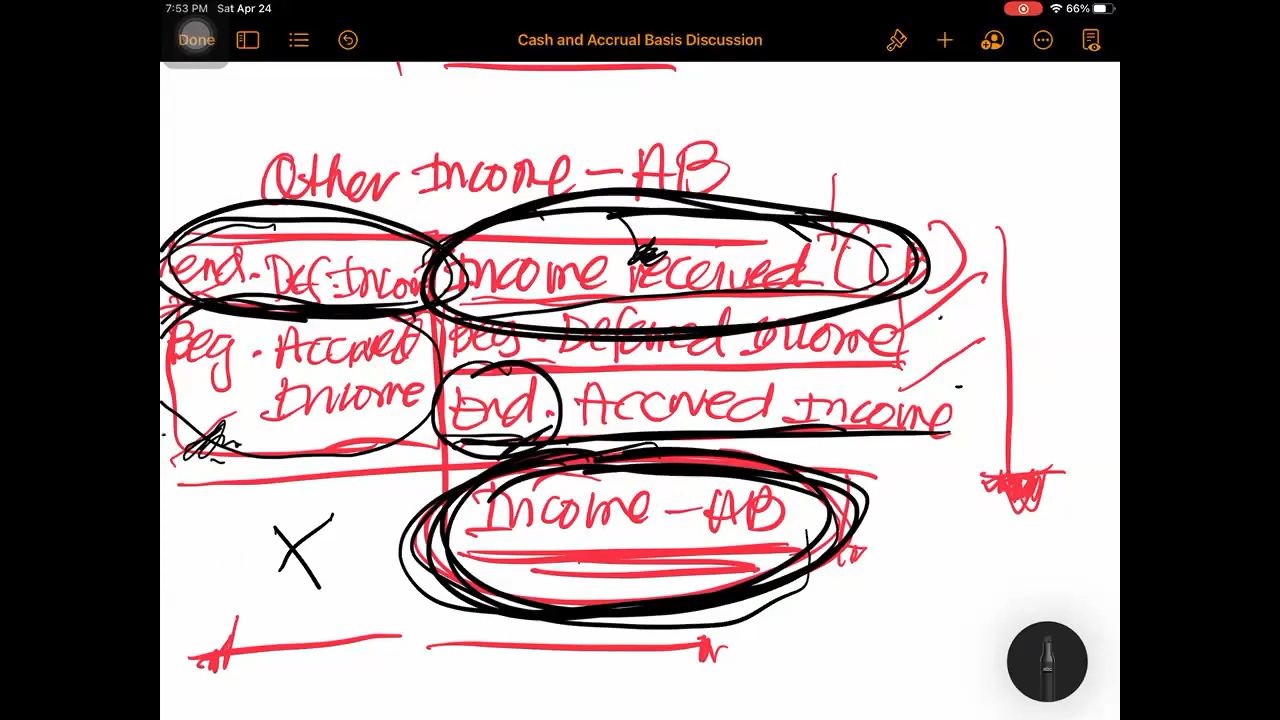 7:53 PM Sat Apr 24
66%
Done
Cash and Accrual Basis Discussion
Other Income - AB
end. Def. Income Income received (CB)
Beg. Accrued Income Beg. Deferred Income
End. Accrued Income
Income - AB
X